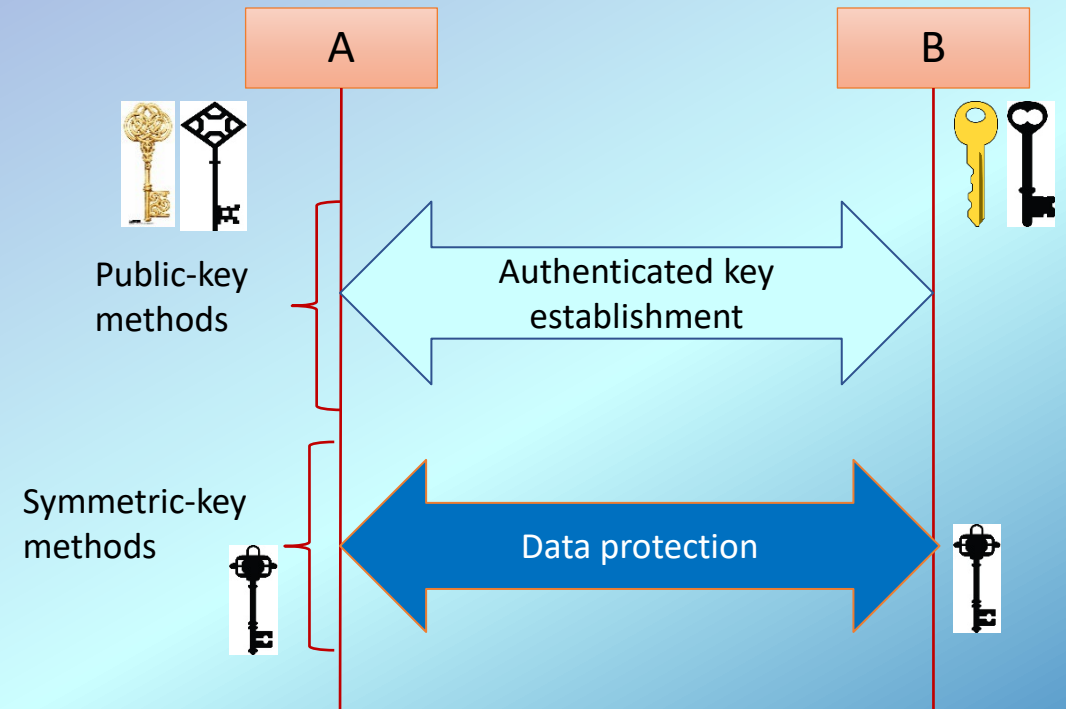 A
B
Public-key
methods
Authenticated key
establishment
Symmetric-key
methods
Data protection